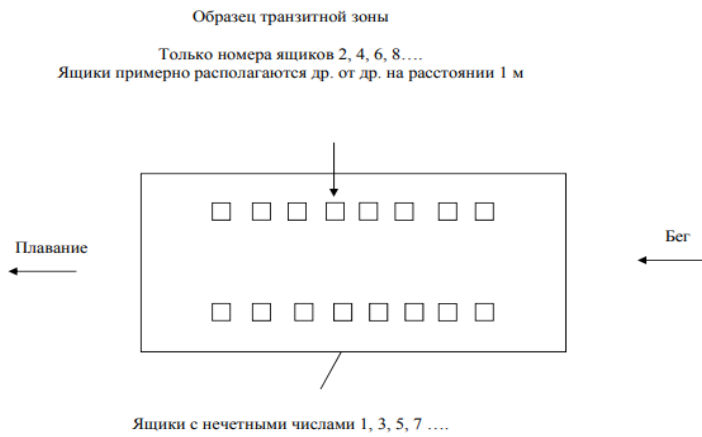 Образец транзитной зоны
Только номера ящиков 2, 4, 6, 8….
Ящики примерно располагаются др. от др. на расстоянии 1 м
Плавание
Бег
Ящики с нечетными числами 1, 3, 5, 7 ….